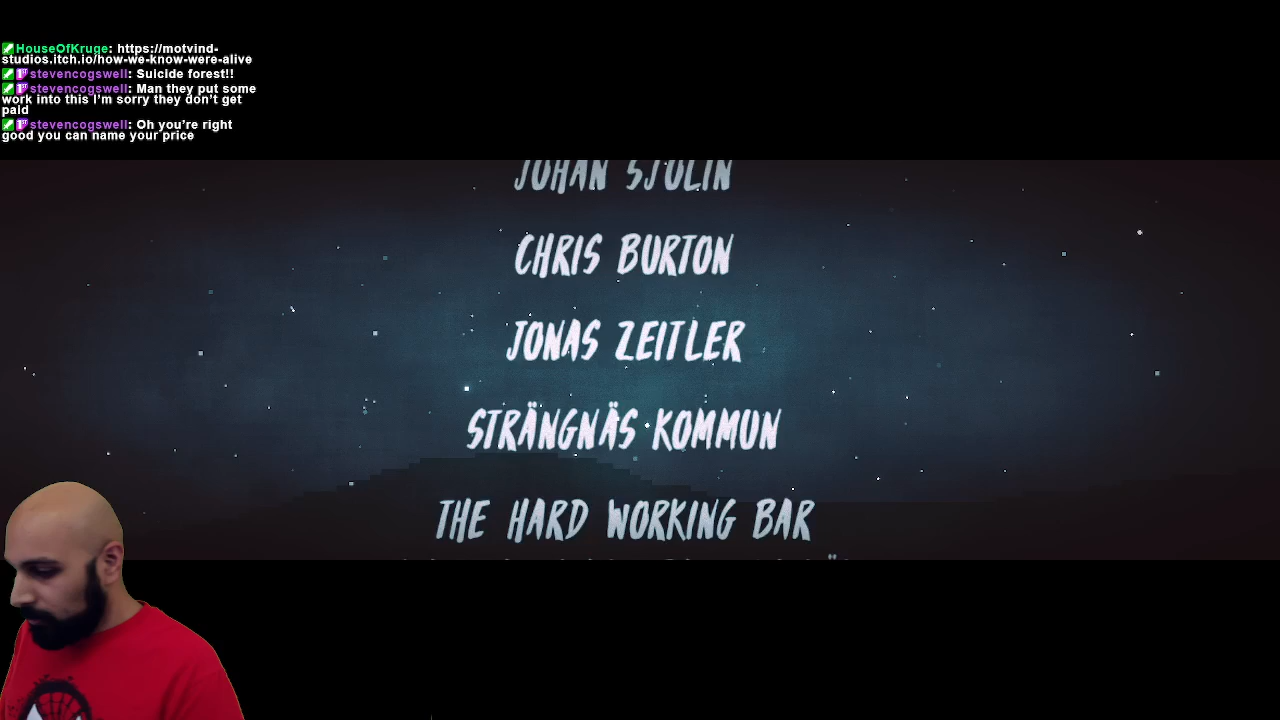 HouseOfKruge: https://motvind-
studios.itch.io/how-we-know-were-alive
stevencogswell: Suicide forest!!
stevencogswell: Man they put some
work into this I'm sorry they don't get
paid
stevencogswell: Oh you're right
good you can name your price
JOHAN SJÖLIN
CHRIS BURTON
JONAS ZEITLER
STRÄNGNÄS KOMMUN
THE HARD WORKING BAR